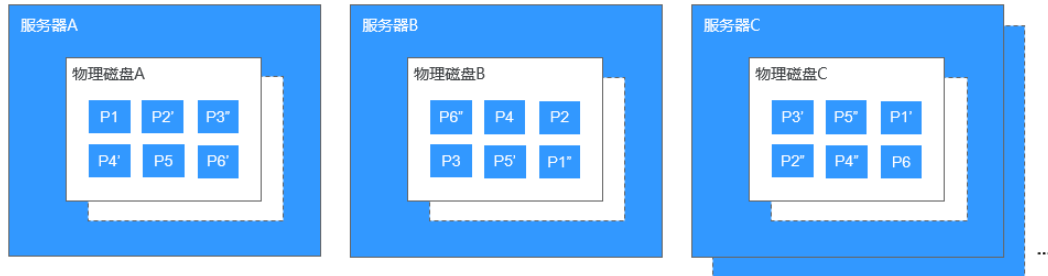 服务器A
物理磁盘A
P1 P2' P3"
P4' P5 P6'
服务器B
物理磁盘B
P6" P4 P2
P3 P5' P1"
服务器C
物理磁盘C
P3' P5" P1'
P2" P4" P6
...